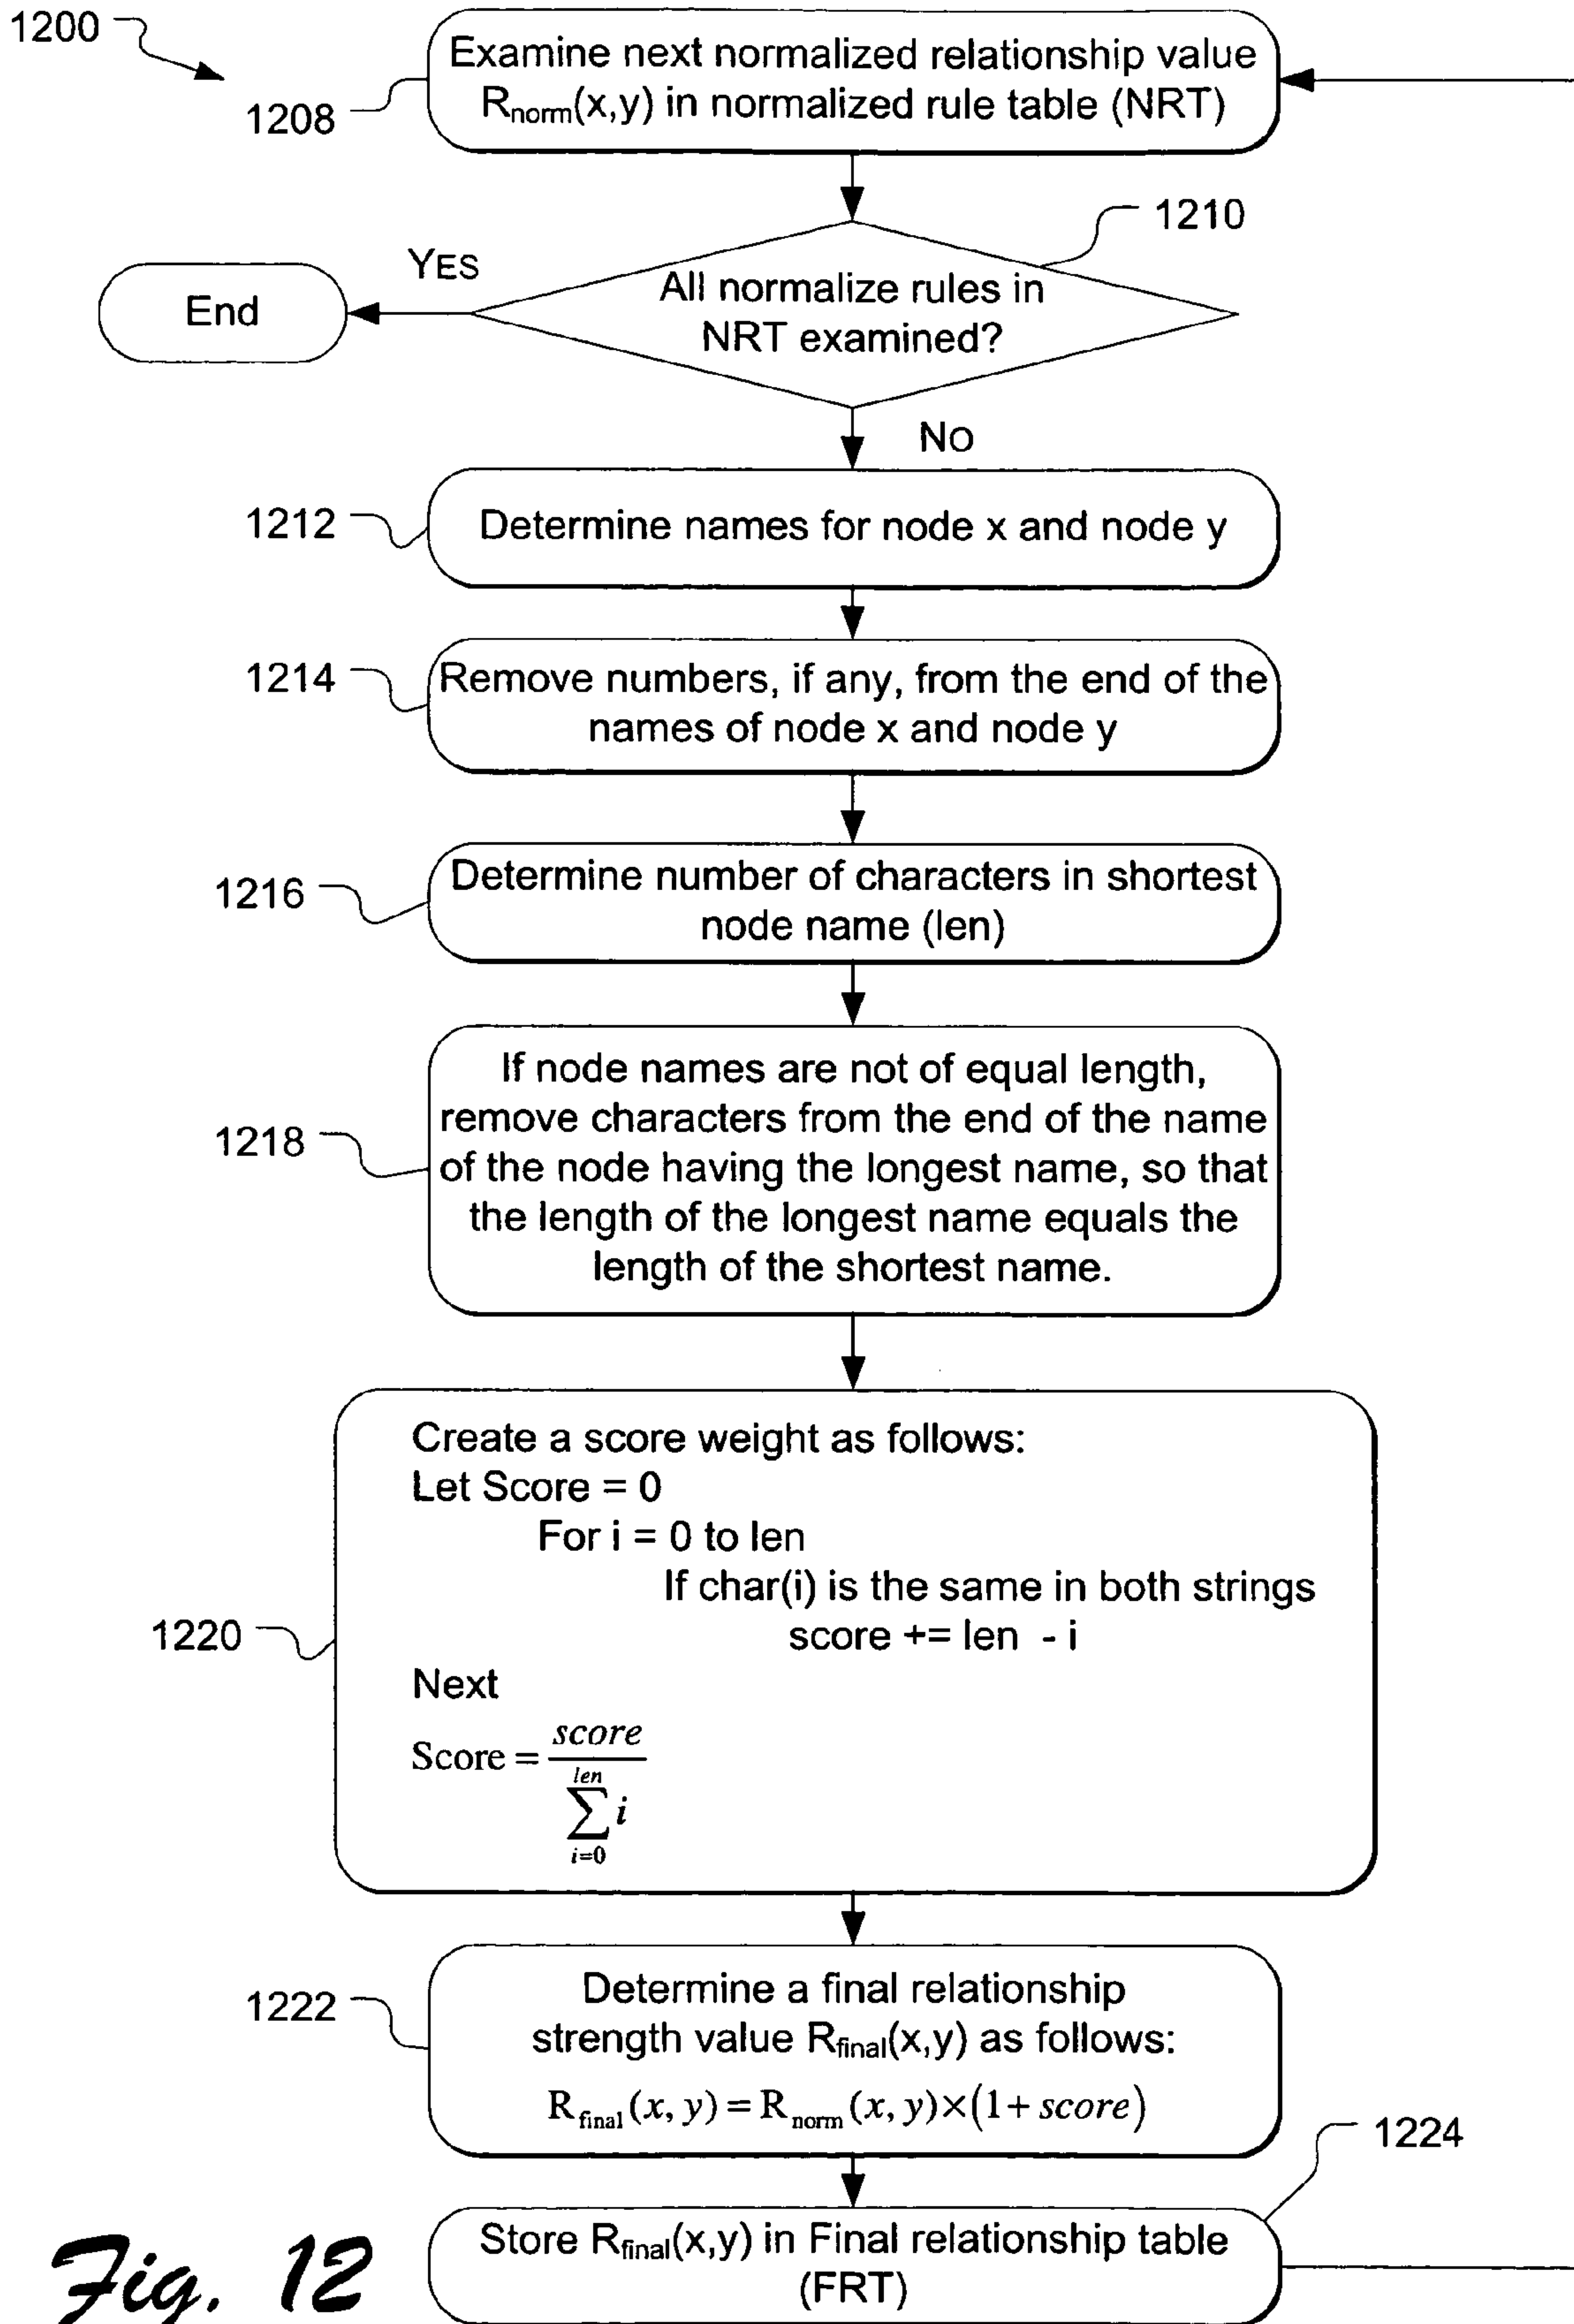 1200
Examine next normalized relationship value
Rnorm(x,y) in normalized rule table (NRT)
1208
1210
YES
All normalize rules in
NRT examined?
End
NO
1212
Determine names for node x and node y
1214
Remove numbers, if any, from the end of the
names of node x and node y
1216
Determine number of characters in shortest
node name (len)
1218
If node names are not of equal length,
remove characters from the end of the name
of the node having the longest name, so that
the length of the longest name equals the
length of the shortest name.
1220
Create a score weight as follows:
Let Score = 0
For i = 0 to len
If char(i) is the same in both strings
score += len - i
Next
Score = score / ∑ i
len
i=0
1222
Determine a final relationship
strength value Rfinal(x,y) as follows:
Rfinal(x, y) = Rnorm(x, y)×(1+ score)
1224
Store Rfinal(x,y) in Final relationship table
(FRT)
Fig. 12